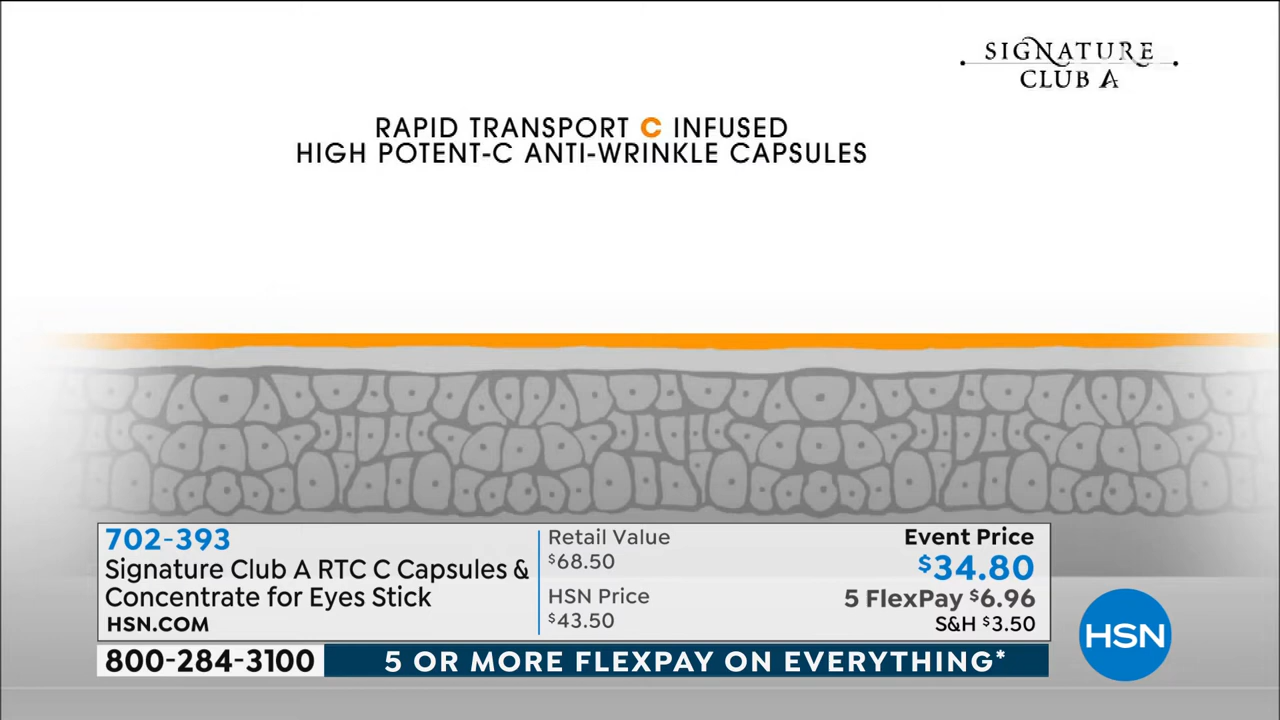 SIGNATURE
CLUB A
RAPID TRANSPORT C INFUSED
HIGH POTENT-C ANTI-WRINKLE CAPSULES
702-393
Signature Club A RTC C Capsules &
Concentrate for Eyes Stick
HSN.COM
Retail Value
$68.50
HSN Price
$43.50
Event Price
$34.80
5 FlexPay $6.96
S&H $3.50
HSN
800-284-3100
5 OR MORE FLEXPAY ON EVERYTHING*